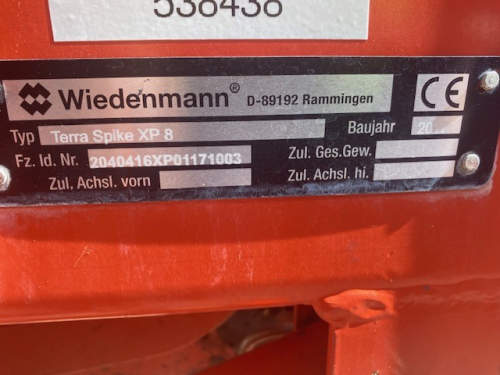 538438
Wiedenmann® D-89192 Rammingen CE
Typ Terra Spike XP 8 Baujahr
Fz. Id. Nr. 2040416XP01171003 Zul. Ges.Gew.
Zul. Achsl. vorn Zul. Achsl. hi.